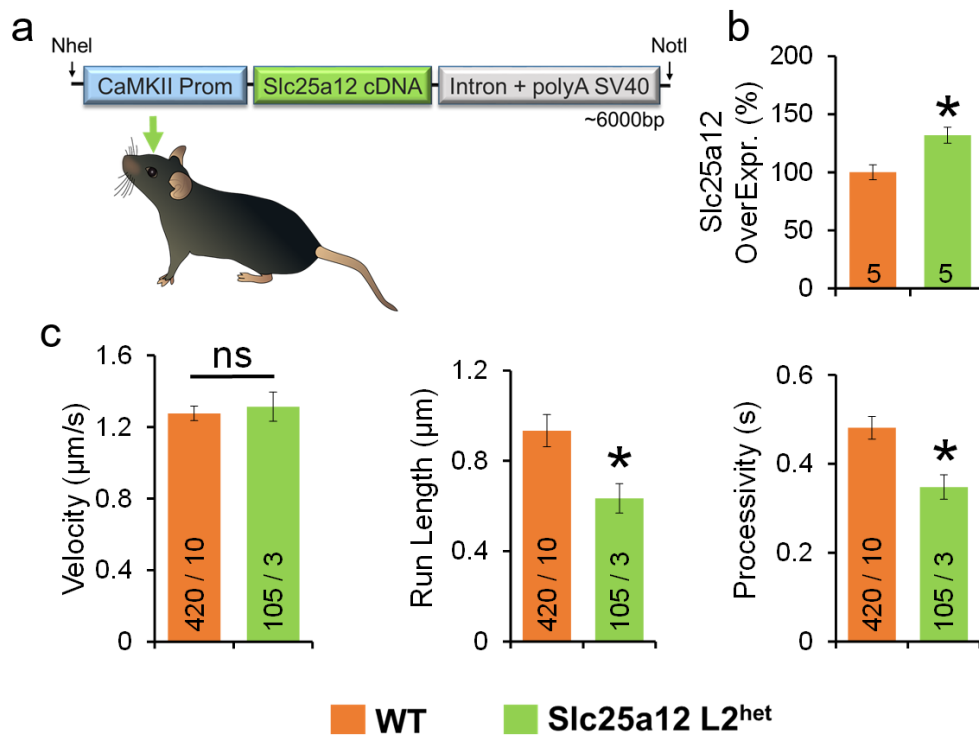 a
NheI
NotI
CaMKII Prom
Slc25a12 cDNA
Intron + polyA SV40
~6000bp
b
Slc25a12
OverExpr. (%)
200
150
100
50
0
*
5
5
c
Velocity (µm/s)
1.6
1.2
0.8
0.4
0
ns
420 / 10
105 / 3
Run Length (µm)
1.2
0.8
0.4
0
*
420 / 10
105 / 3
Processivity (s)
0.6
0.4
0.2
0
*
420 / 10
105 / 3
WT
Slc25a12 L2het